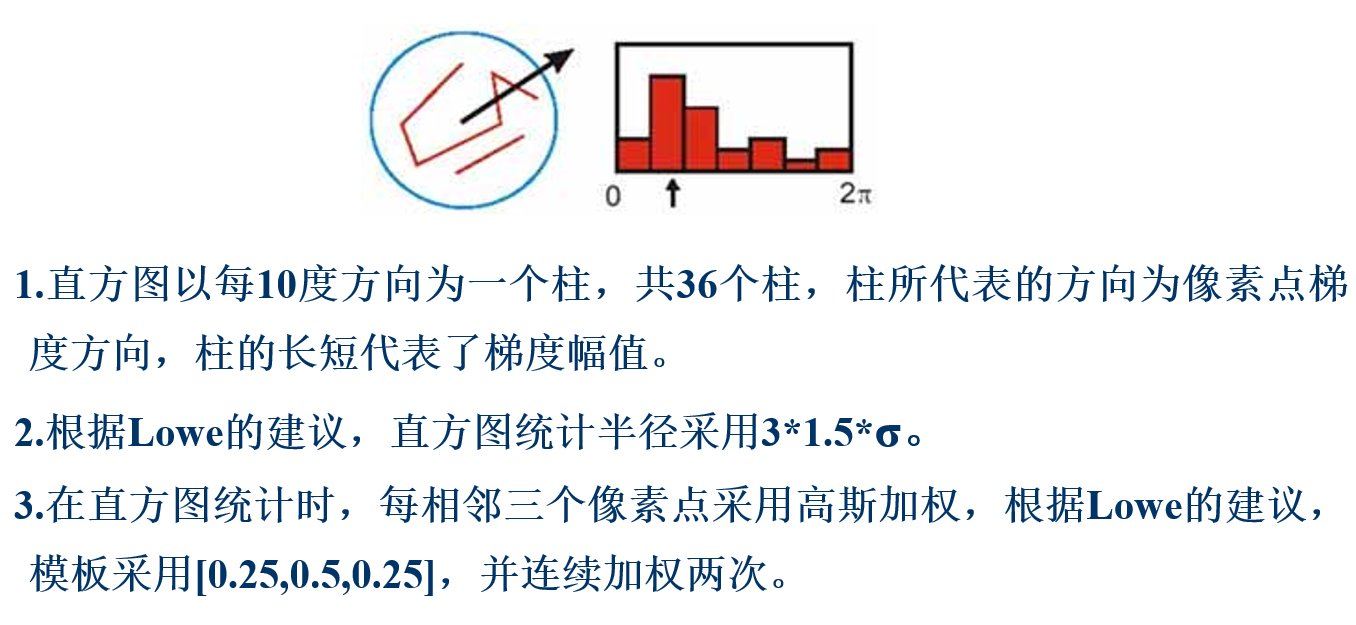 0
2π
1.直方图以每10度方向为一个柱，共36个柱，柱所代表的方向为像素点梯
度方向，柱的长短代表了梯度幅值。
2.根据Lowe的建议，直方图统计半径采用3*1.5*σ。
3.在直方图统计时，每相邻三个像素点采用高斯加权，根据Lowe的建议，
模板采用[0.25,0.5,0.25]，并连续加权两次。